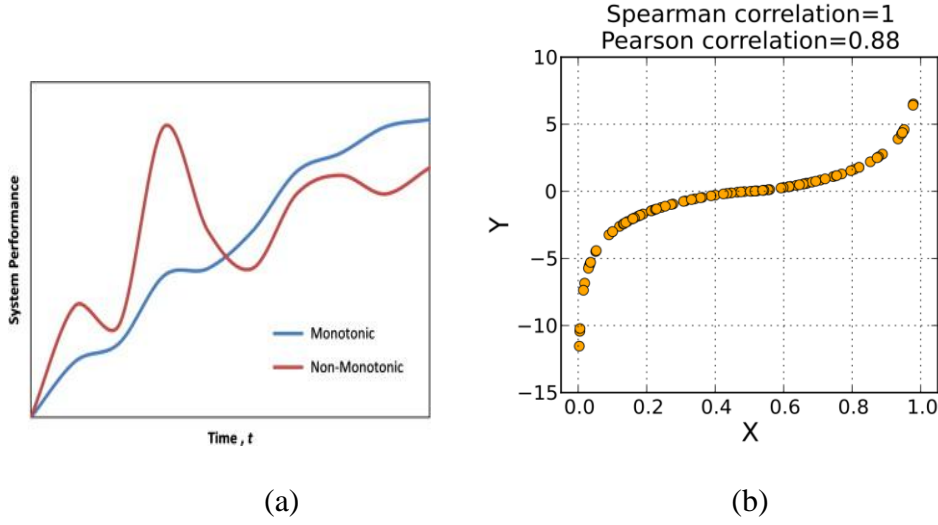 System Performance
Monotonic
Non-Monotonic
Time , t
(a)
Spearman correlation=1
Pearson correlation=0.88
10
5
0
−5
−10
−15
Y
0.0 0.2 0.4 0.6 0.8 1.0
X
(b)